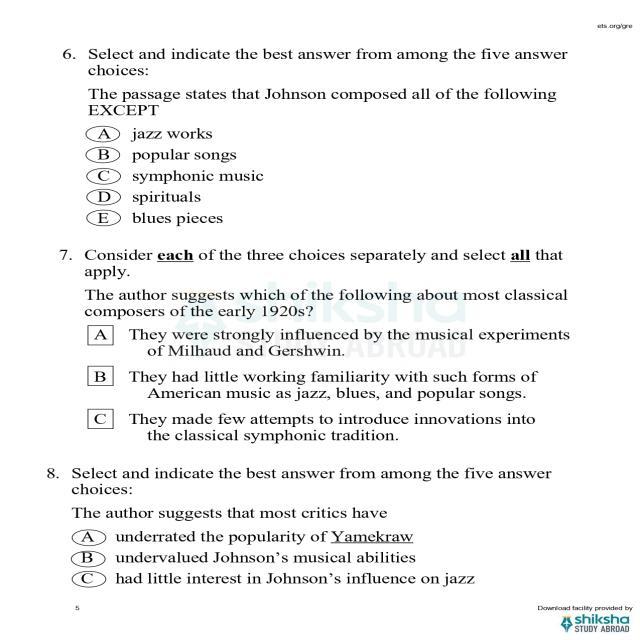 ets.org/gre
6. Select and indicate the best answer from among the five answer
choices:
The passage states that Johnson composed all of the following
EXCEPT
A jazz works
B popular songs
C symphonic music
D spirituals
E blues pieces
7. Consider each of the three choices separately and select all that
apply.
The author suggests which of the following about most classical
composers of the early 1920s?
A They were strongly influenced by the musical experiments
of Milhaud and Gershwin.
B They had little working familiarity with such forms of
American music as jazz, blues, and popular songs.
C They made few attempts to introduce innovations into
the classical symphonic tradition.
shiksha
STUDY ABROAD
8. Select and indicate the best answer from among the five answer
choices:
The author suggests that most critics have
A underrated the popularity of Yamekraw
B undervalued Johnson's musical abilities
C had little interest in Johnson's influence on jazz
5
Download facility provided by
shiksha
STUDY ABROAD